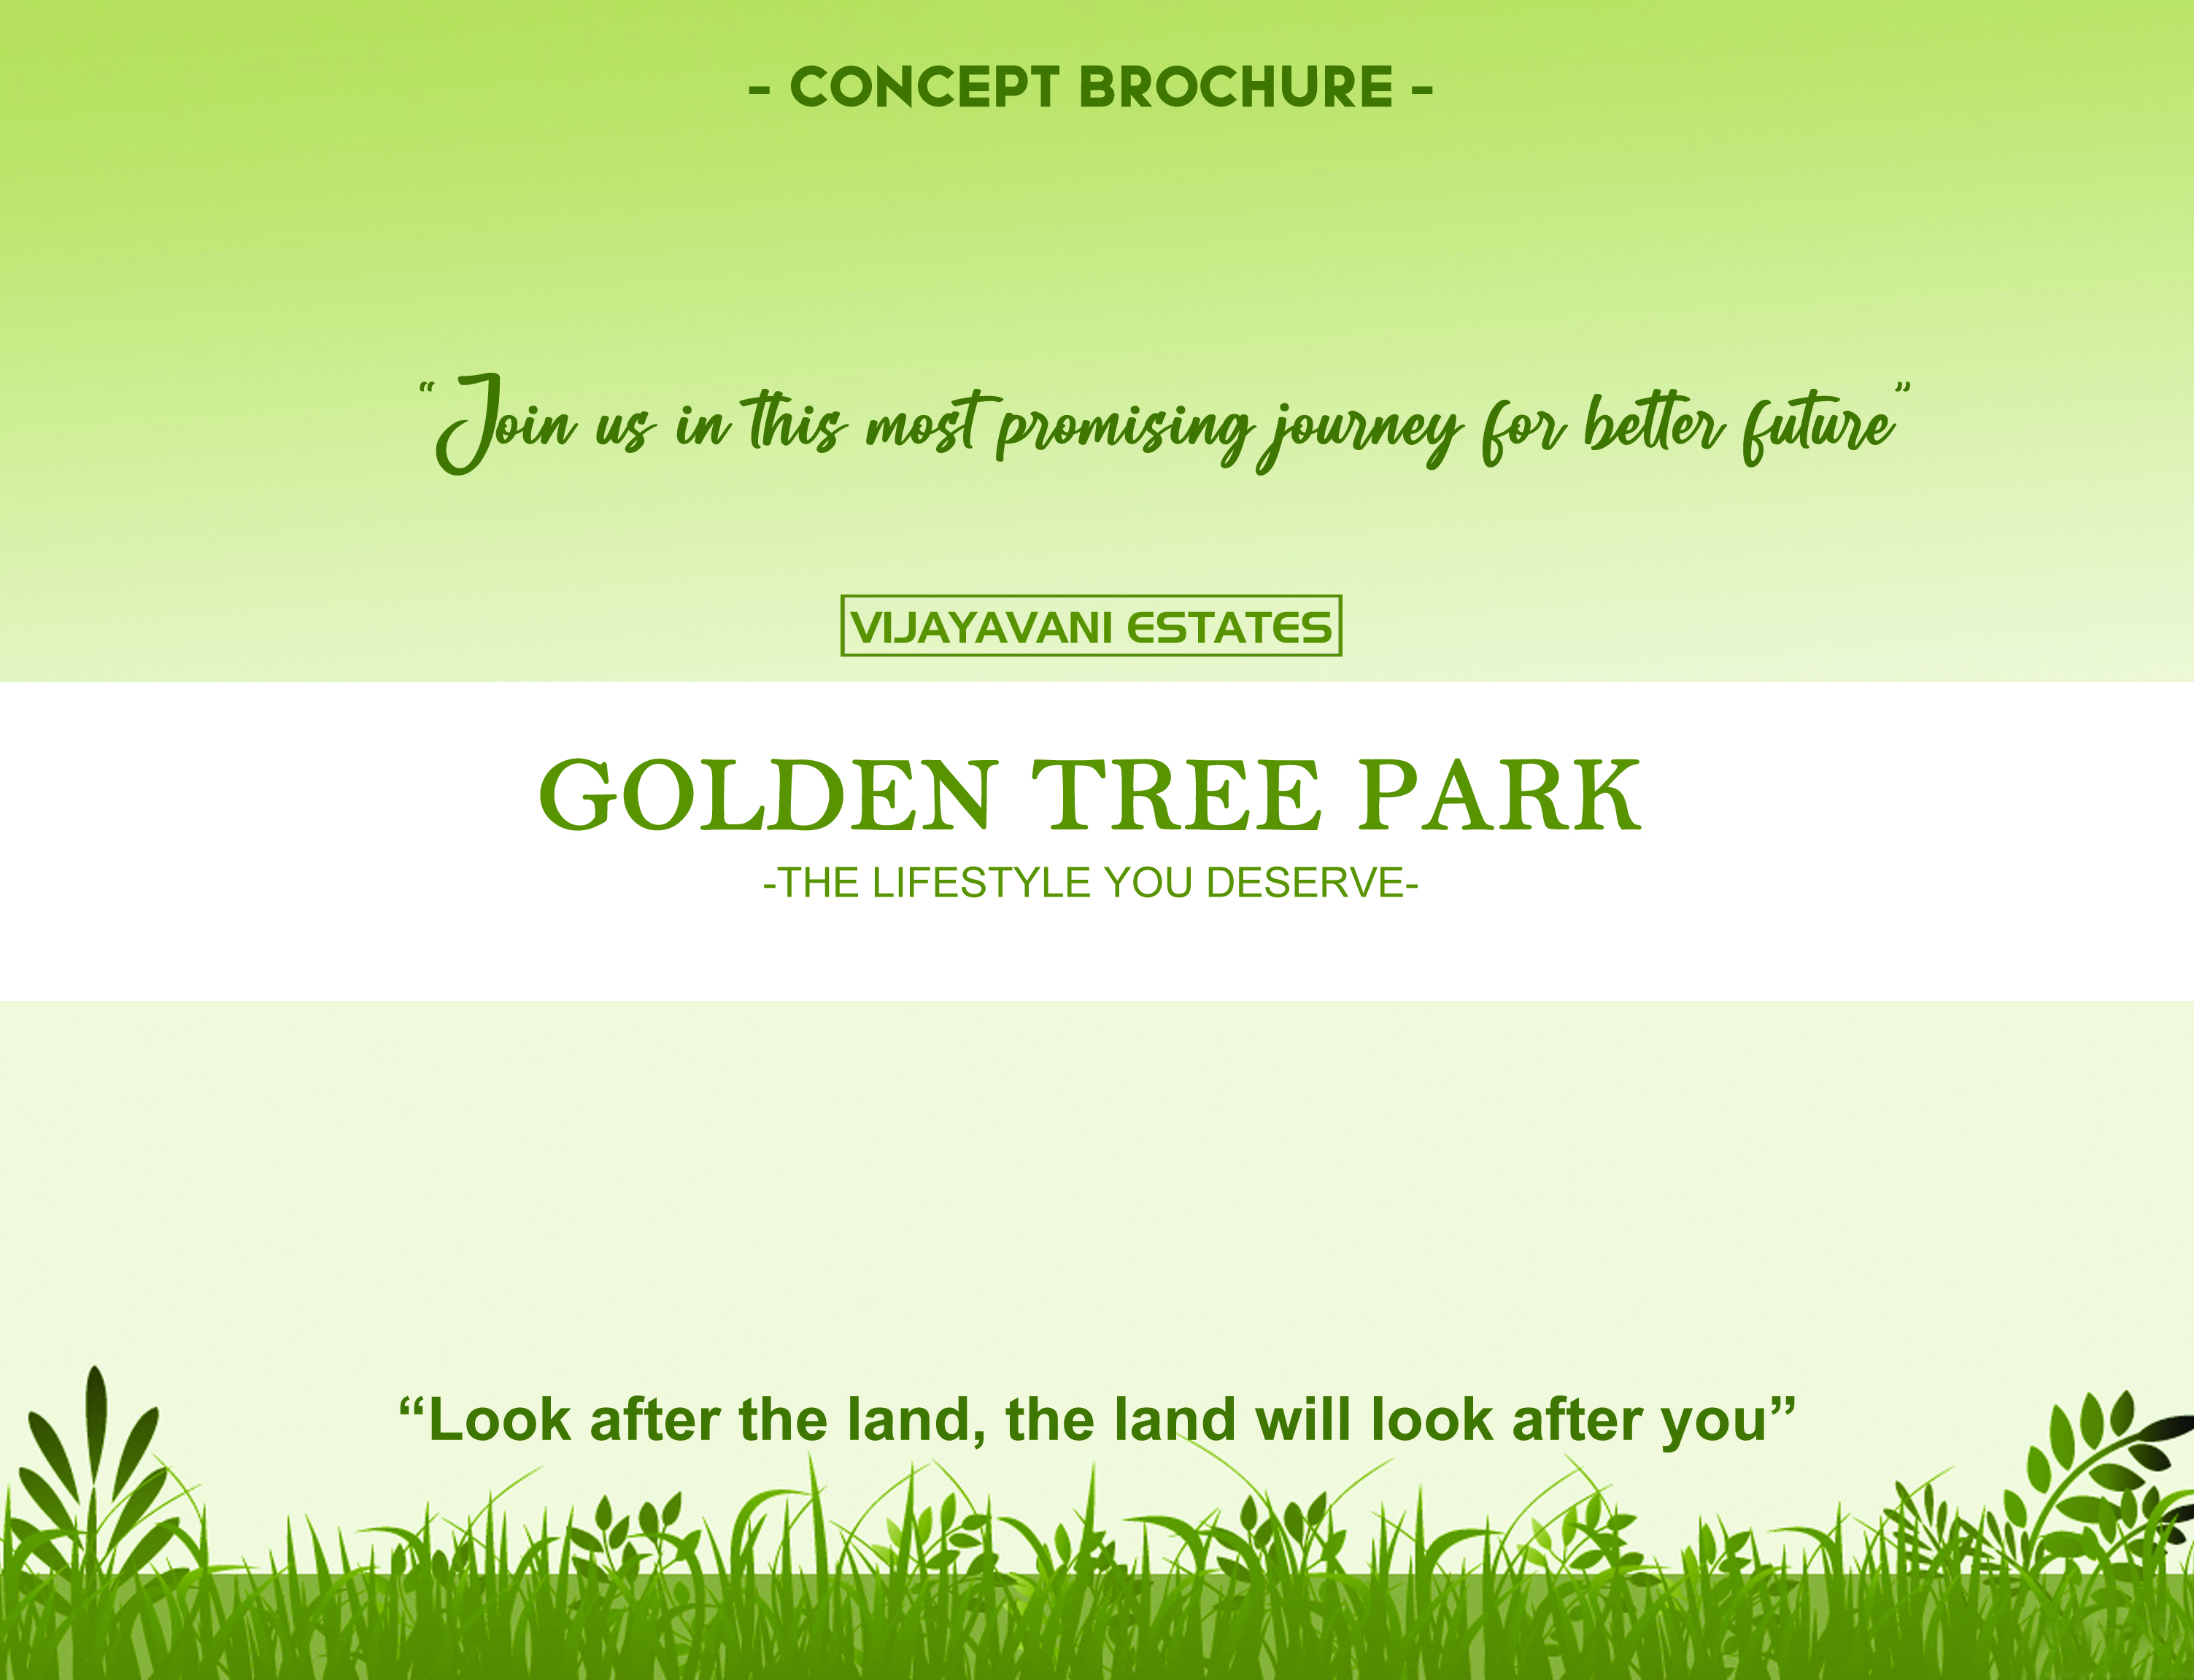 - CONCEPT BROCHURE -
“Join us in this most promising journey for better future”
VIJAYAVANI ESTATES
GOLDEN TREE PARK
-THE LIFESTYLE YOU DESERVE-
“Look after the land, the land will look after you”